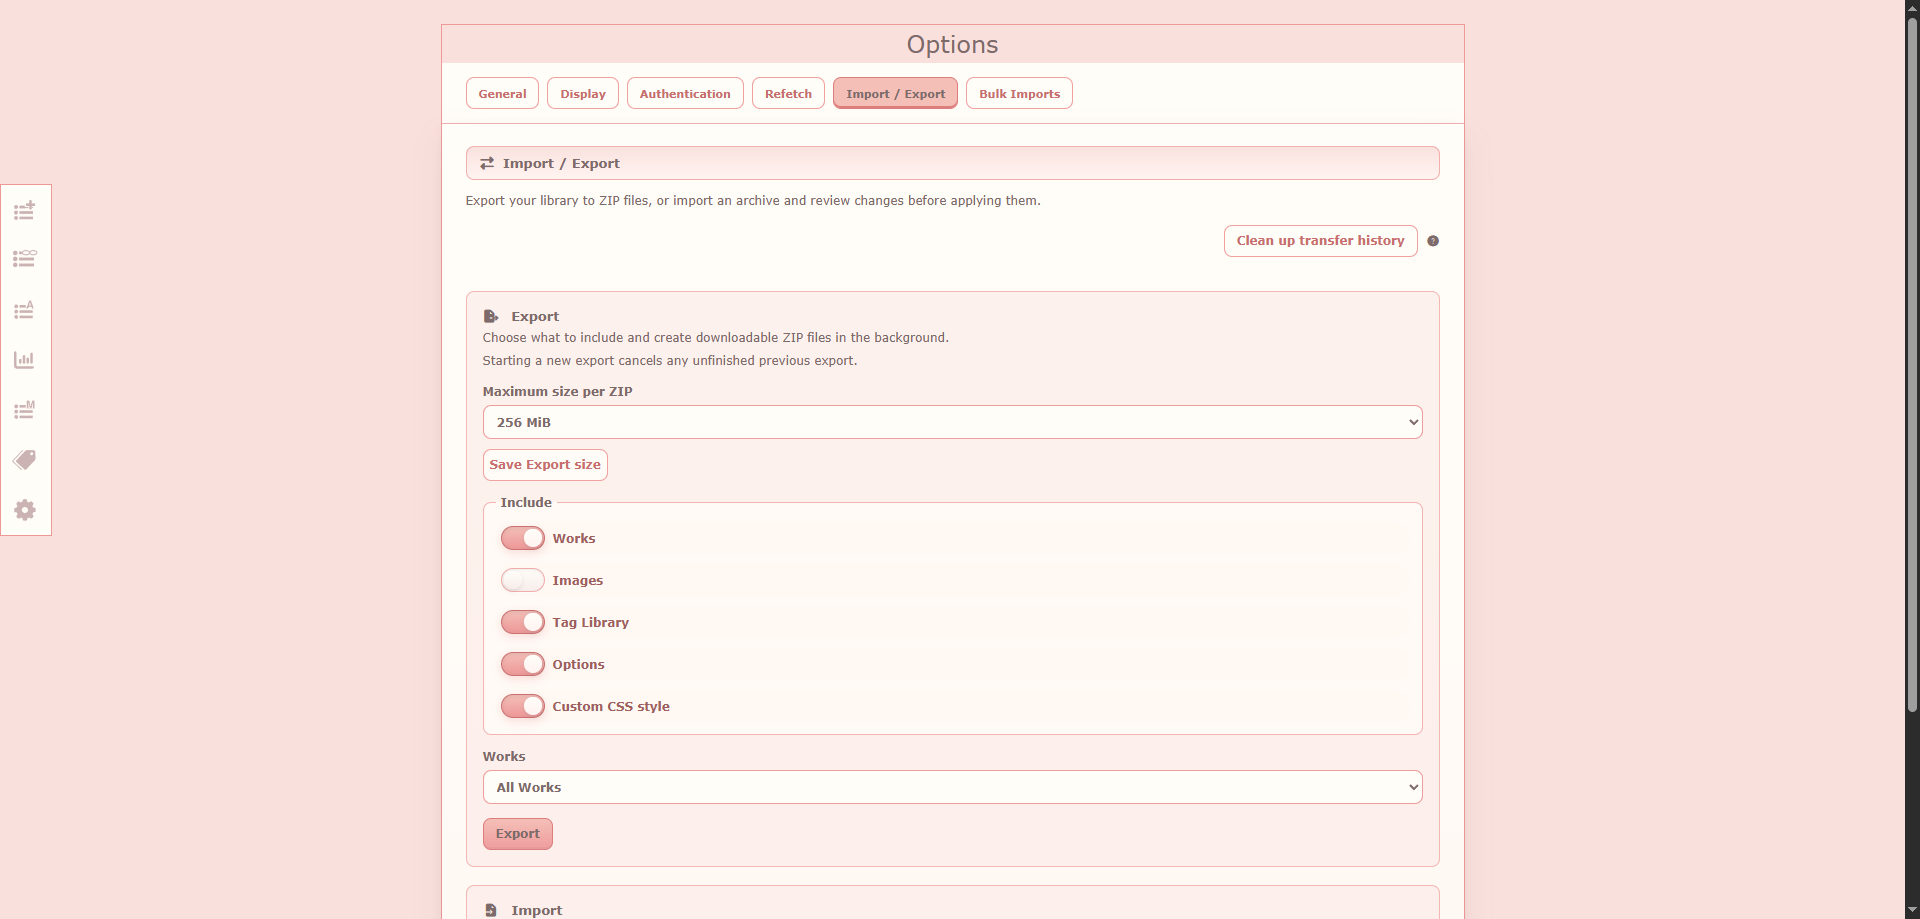 Options
General
Display
Authentication
Refetch
Import / Export
Bulk Imports
Import / Export
Export your library to ZIP files, or import an archive and review changes before applying them.
Clean up transfer history
?
A
M
Export
Choose what to include and create downloadable ZIP files in the background.
Starting a new export cancels any unfinished previous export.
Maximum size per ZIP
256 MiB
Save Export size
Include
Works
Images
Tag Library
Options
Custom CSS style
Works
All Works
Export
Import